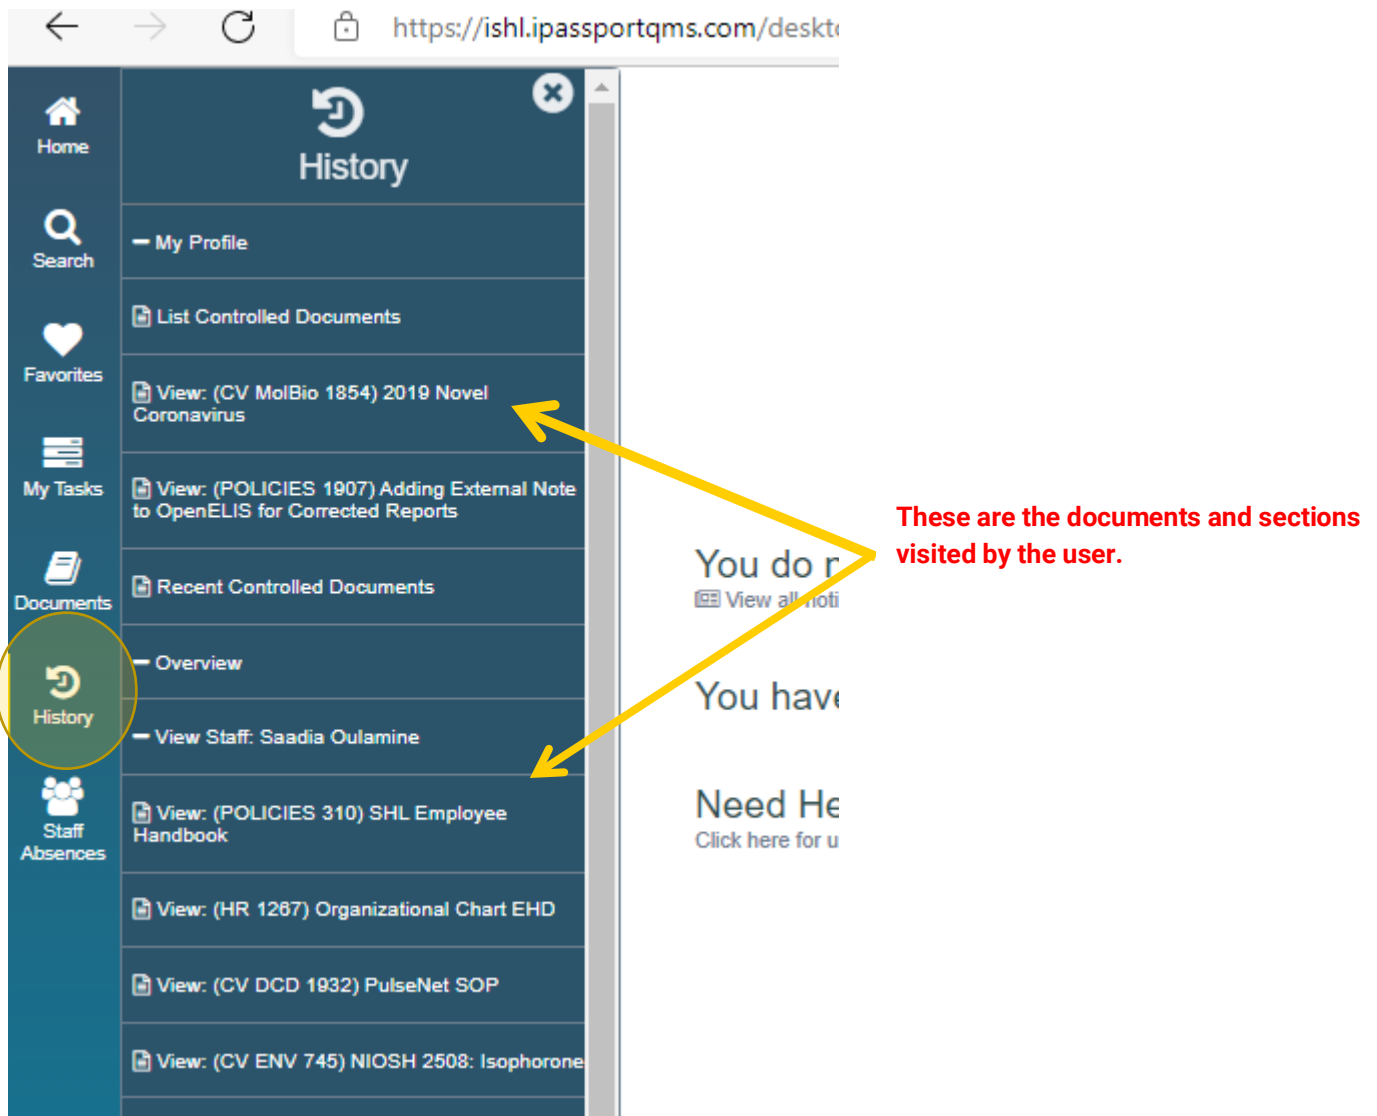 https://ishl.ipassportqms.com/deskt
Home
Search
Favorites
My Tasks
Documents
History
Staff
Absences
History
My Profile
List Controlled Documents
View: (CV MolBio 1854) 2019 Novel
Coronavirus
View: (POLICIES 1907) Adding External Note
to OpenELIS for Corrected Reports
Recent Controlled Documents
Overview
View Staff: Saadia Oulamine
View: (POLICIES 310) SHL Employee
Handbook
View: (HR 1267) Organizational Chart EHD
View: (CV DCD 1932) PulseNet SOP
View: (CV ENV 745) NIOSH 2508: Isophorone
You do n
View all noti
You have
Need He
Click here for u
These are the documents and sections
visited by the user.